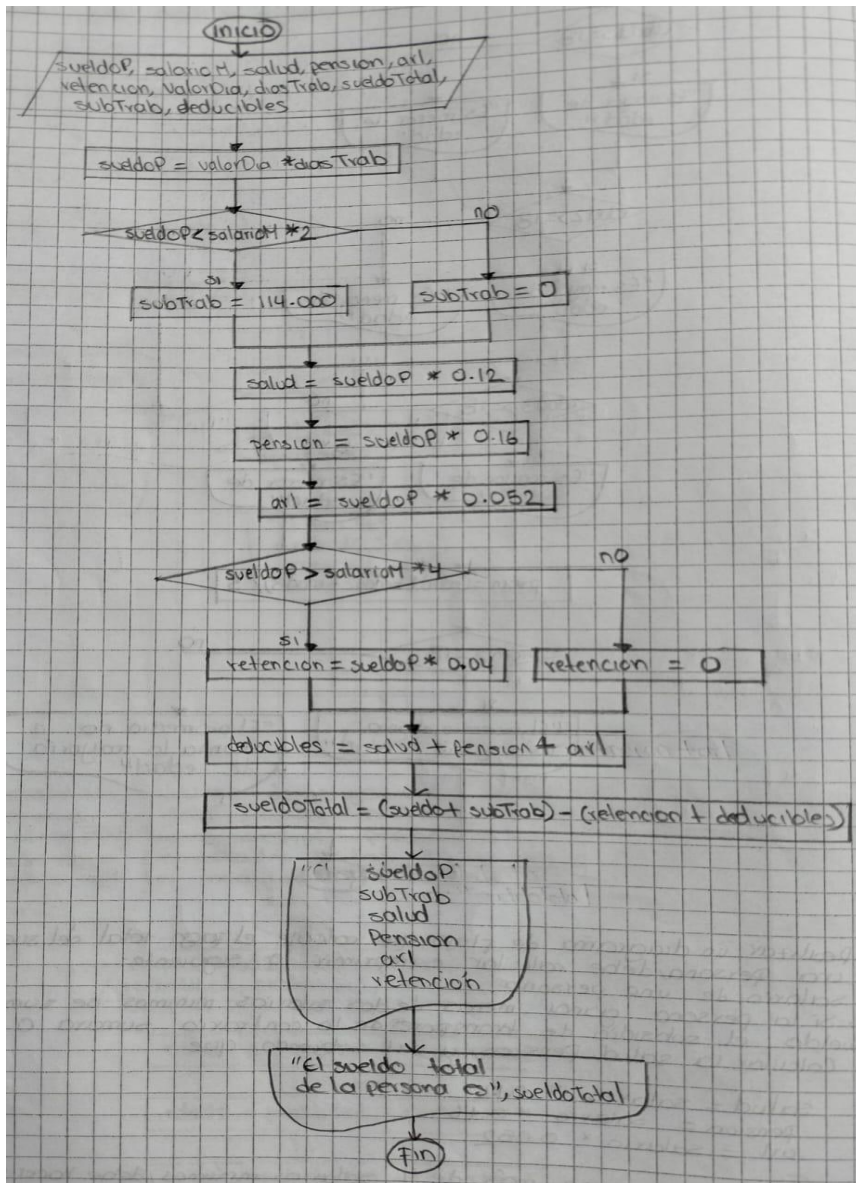 inicio
sueldoP, salarioM, salud, pension, arl,
retencion, ValorDia, diasTrab, sueldoTotal,
subTrab, deducibles
sueldoP = valorDia *diasTrab
sueldoP < salarioM *2
no
si
subTrab = 114.000
subTrab = 0
salud = sueldoP * 0.12
pension = sueldoP * 0.16
arl = sueldoP * 0.052
sueldoP > salarioM *4
no
si
retencion = sueldoP * 0.04
retencion = 0
deducibles = salud + pension + arl
sueldoTotal = (sueldo + subTrab) - (retencion + deducibles)
sueldoP
subTrab
salud
Pension
arl
retencion
"El sueldo total
de la persona es", sueldoTotal
Fin